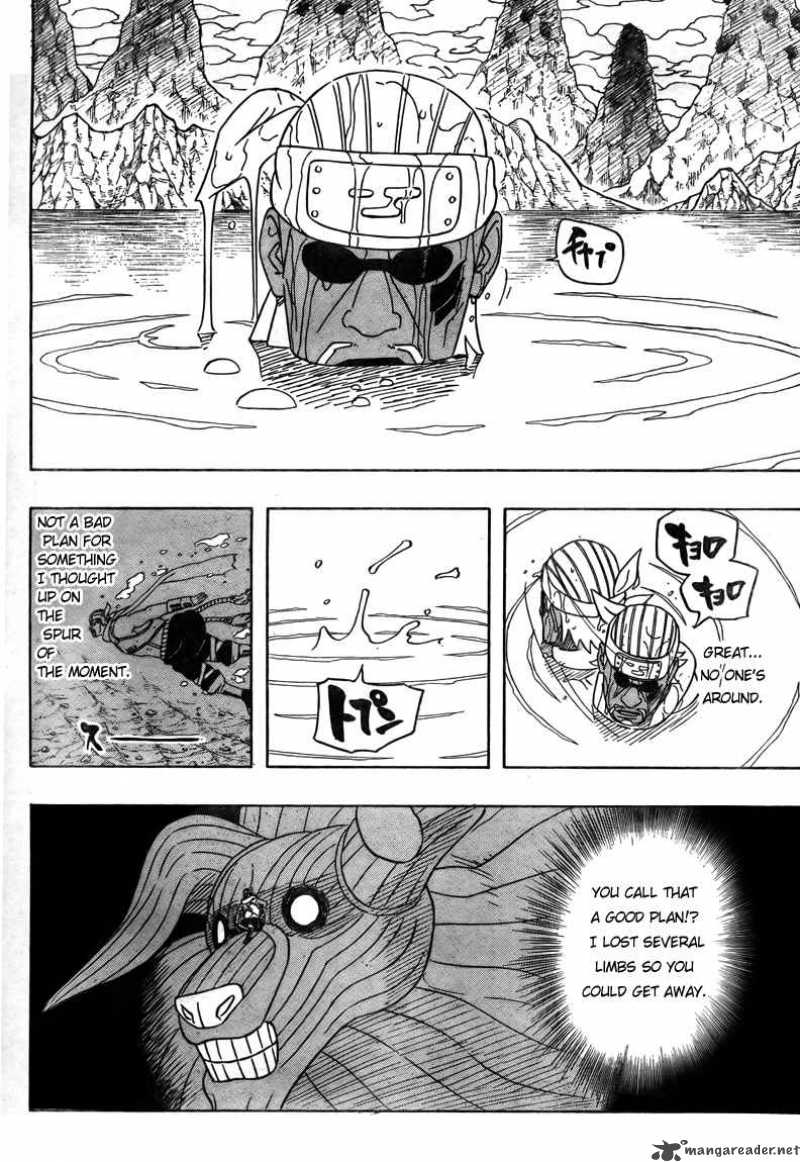 チャプ
キョロ
キョロ
GREAT...
NO ONE'S
AROUND.
トプン
NOT A BAD
PLAN FOR
SOMETHING
I THOUGHT
UP ON
THE
SPUR
OF
THE MOMENT.
スーー
YOU CALL THAT
A GOOD PLAN!?
I LOST SEVERAL
LIMBS SO YOU
COULD GET AWAY.
mangareader.net